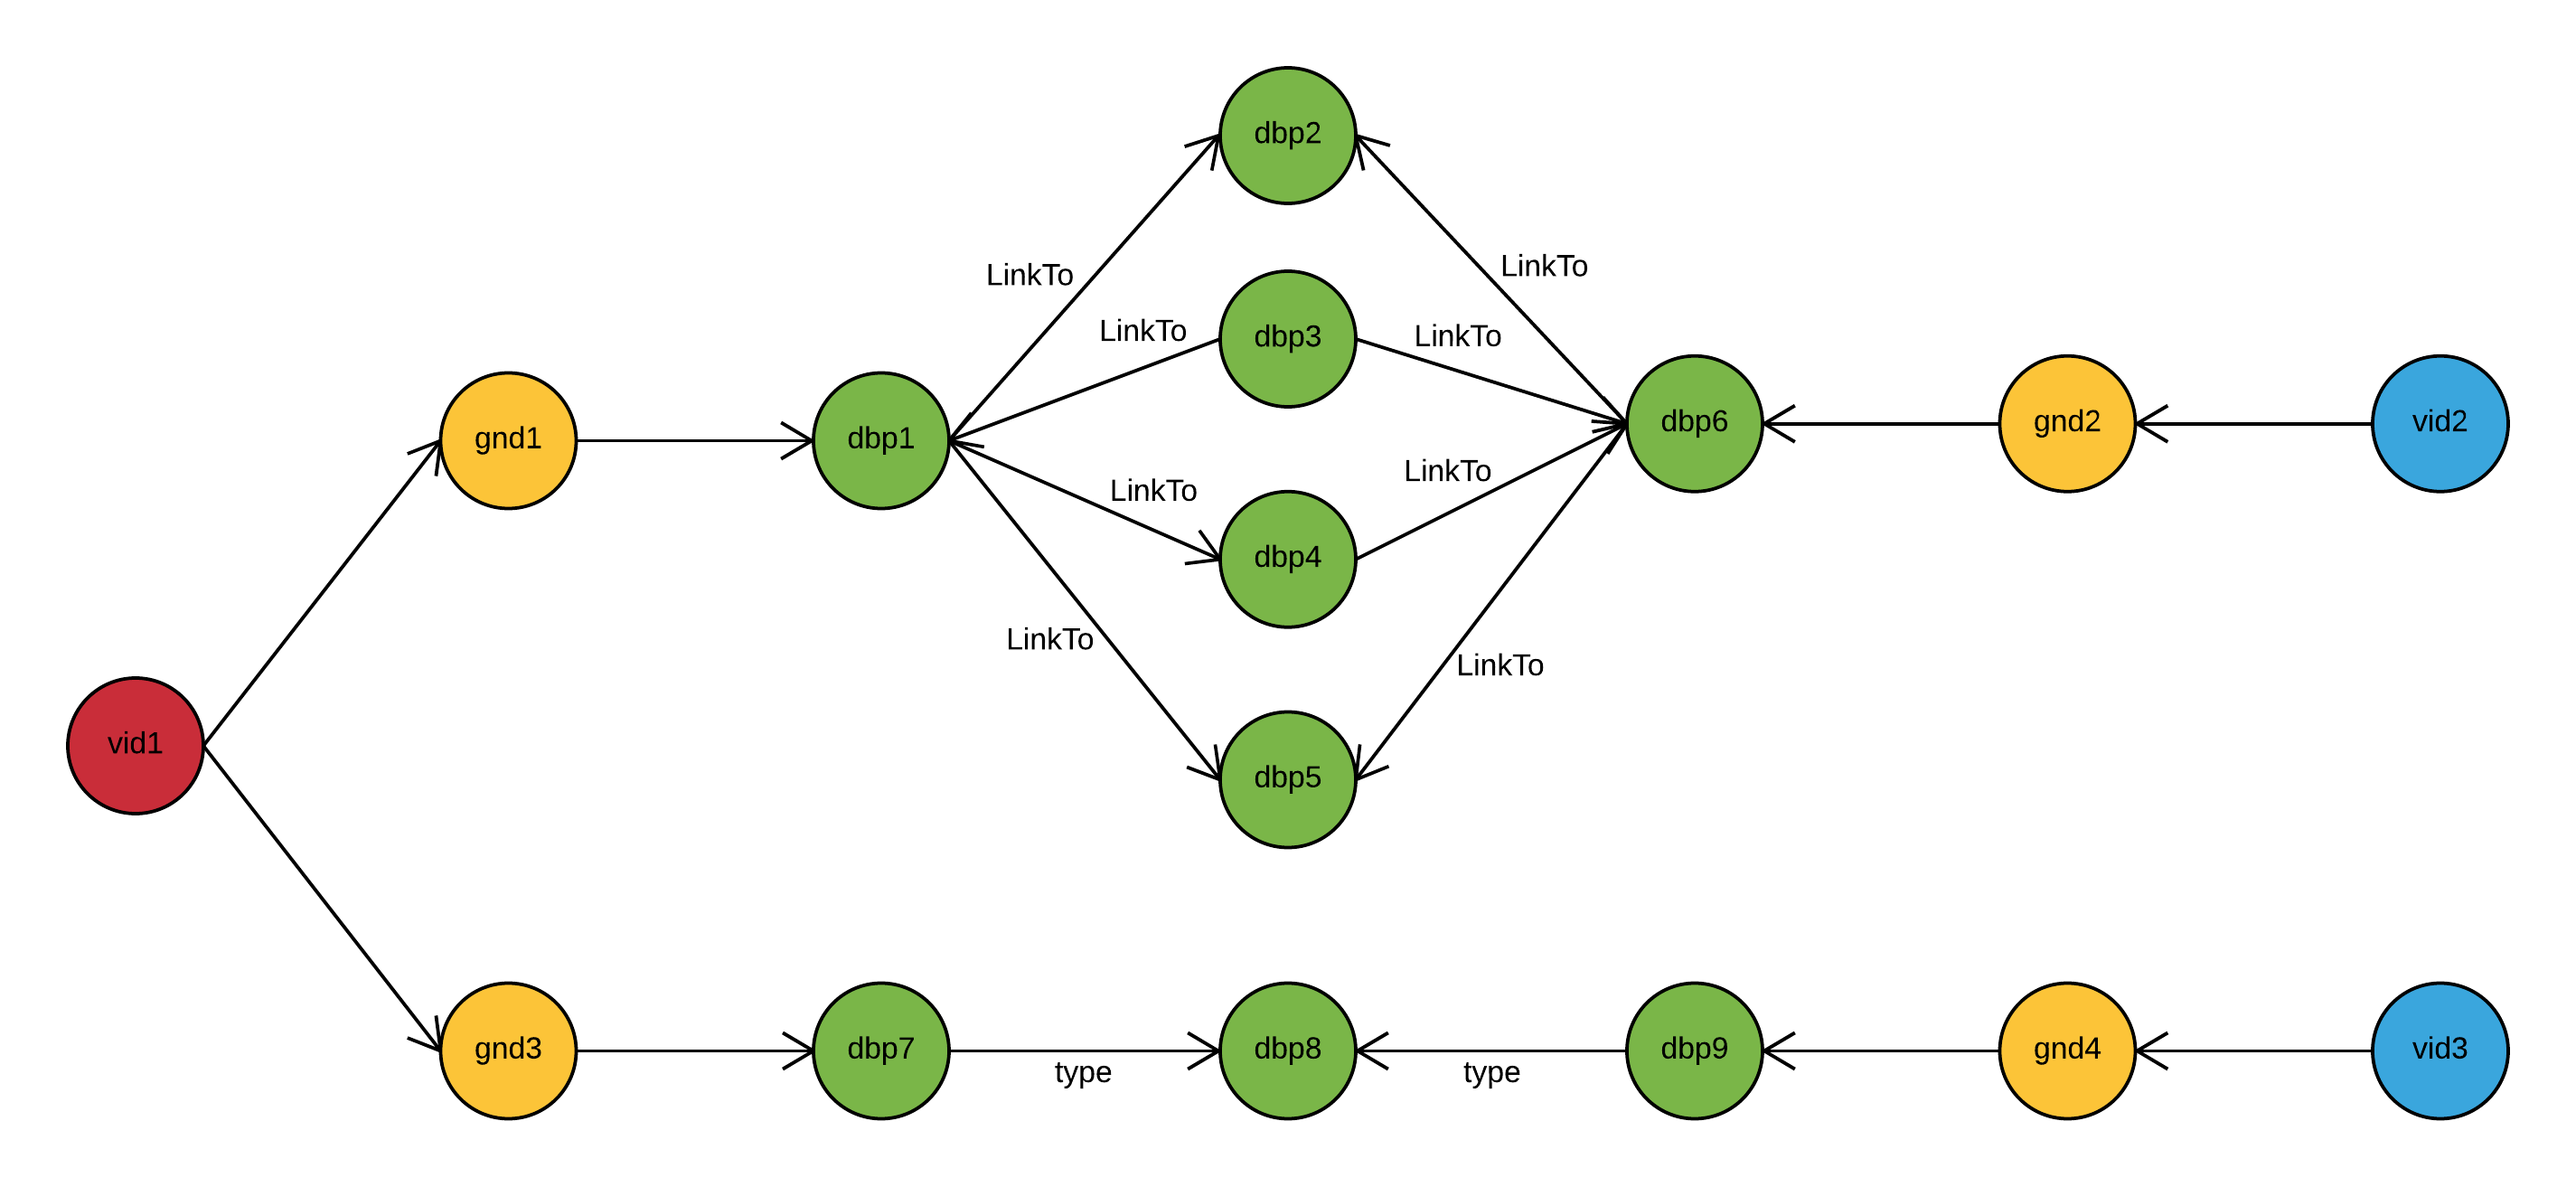 dbp2
LinkTo
LinkTo
LinkTo
dbp3
LinkTo
gnd1
dbp1
dbp6
gnd2
vid2
LinkTo
LinkTo
dbp4
LinkTo
LinkTo
vid1
dbp5
gnd3
dbp7
type
dbp8
type
dbp9
gnd4
vid3